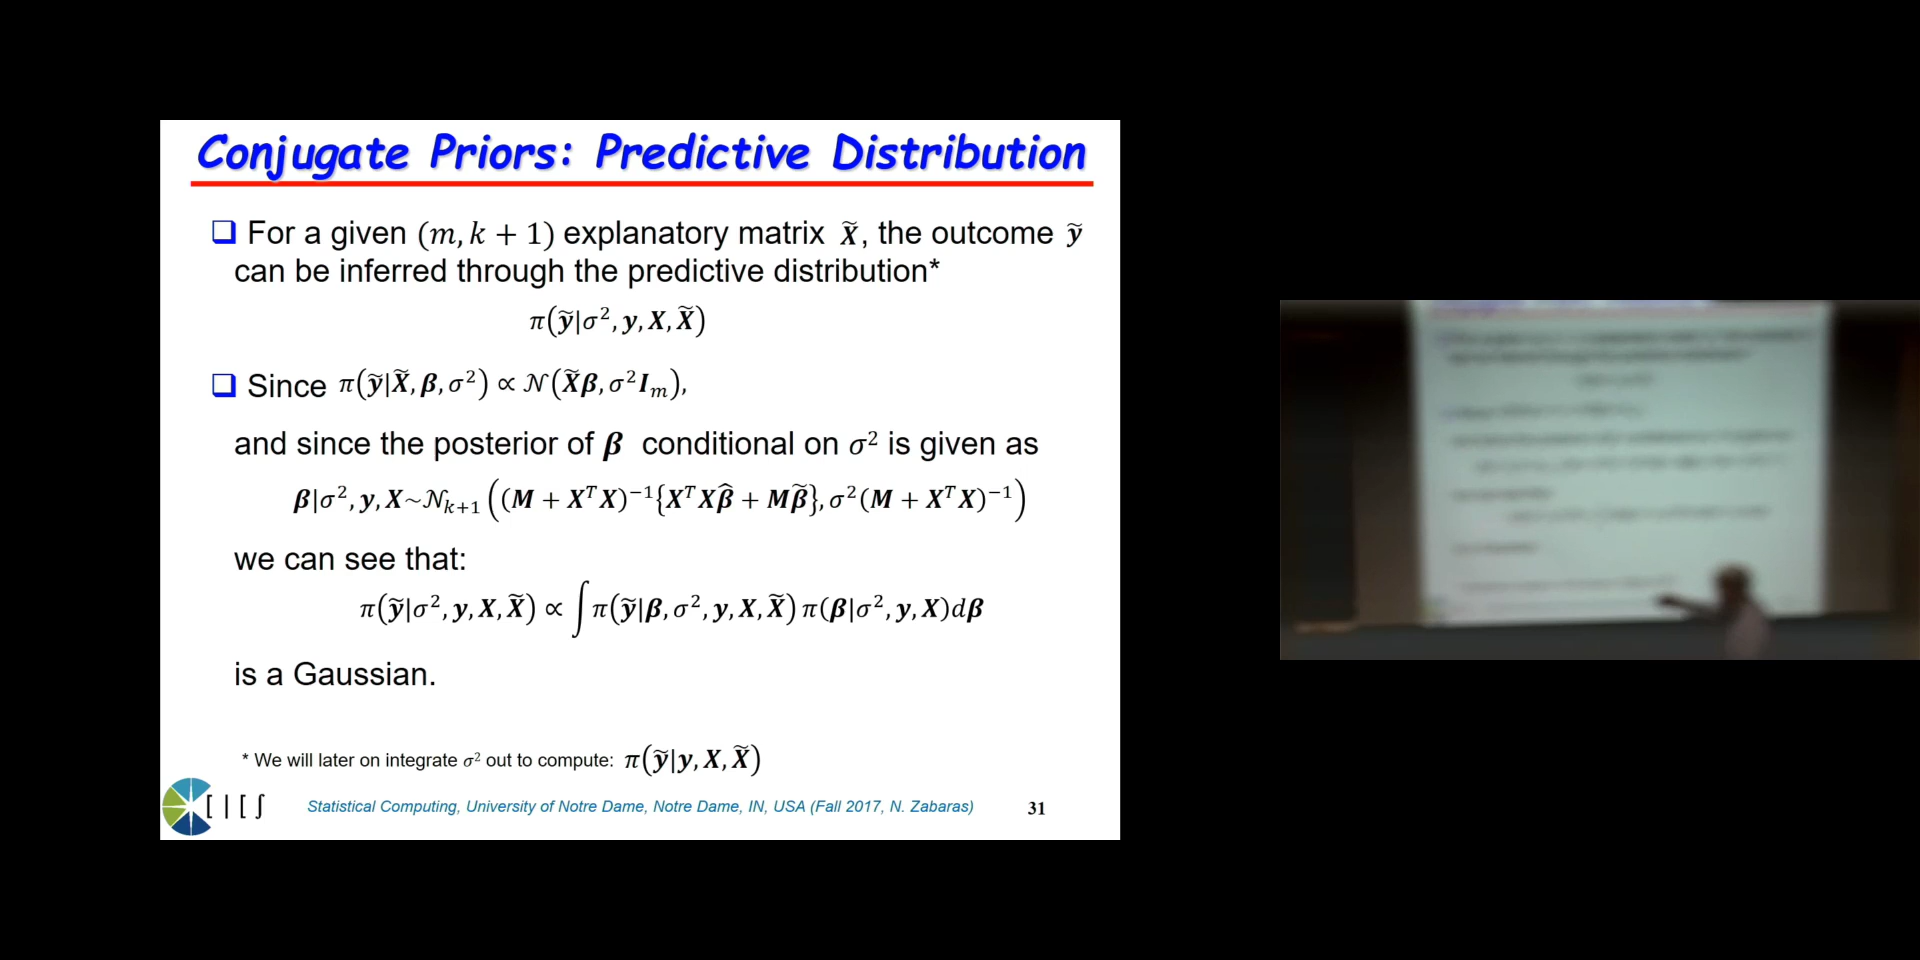 Conjugate Priors: Predictive Distribution
❑ For a given (m, k + 1) explanatory matrix X̃, the outcome ỹ
can be inferred through the predictive distribution*
π(ỹ|σ², y, X, X̃)
❑ Since π(ỹ|X̃, β, σ²) ∝ 𝒩(X̃β, σ²Iₘ),
and since the posterior of β conditional on σ² is given as
β|σ², y, X~𝒩ₖ₊₁((M + XᵀX)⁻¹{XᵀXβ̂ + Mβ̃}, σ²(M + XᵀX)⁻¹)
we can see that:
π(ỹ|σ², y, X, X̃) ∝ ∫ π(ỹ|β, σ², y, X, X̃) π(β|σ², y, X)dβ
is a Gaussian.
* We will later on integrate σ² out to compute: π(ỹ|y, X, X̃)
Statistical Computing, University of Notre Dame, Notre Dame, IN, USA (Fall 2017, N. Zabaras)
31